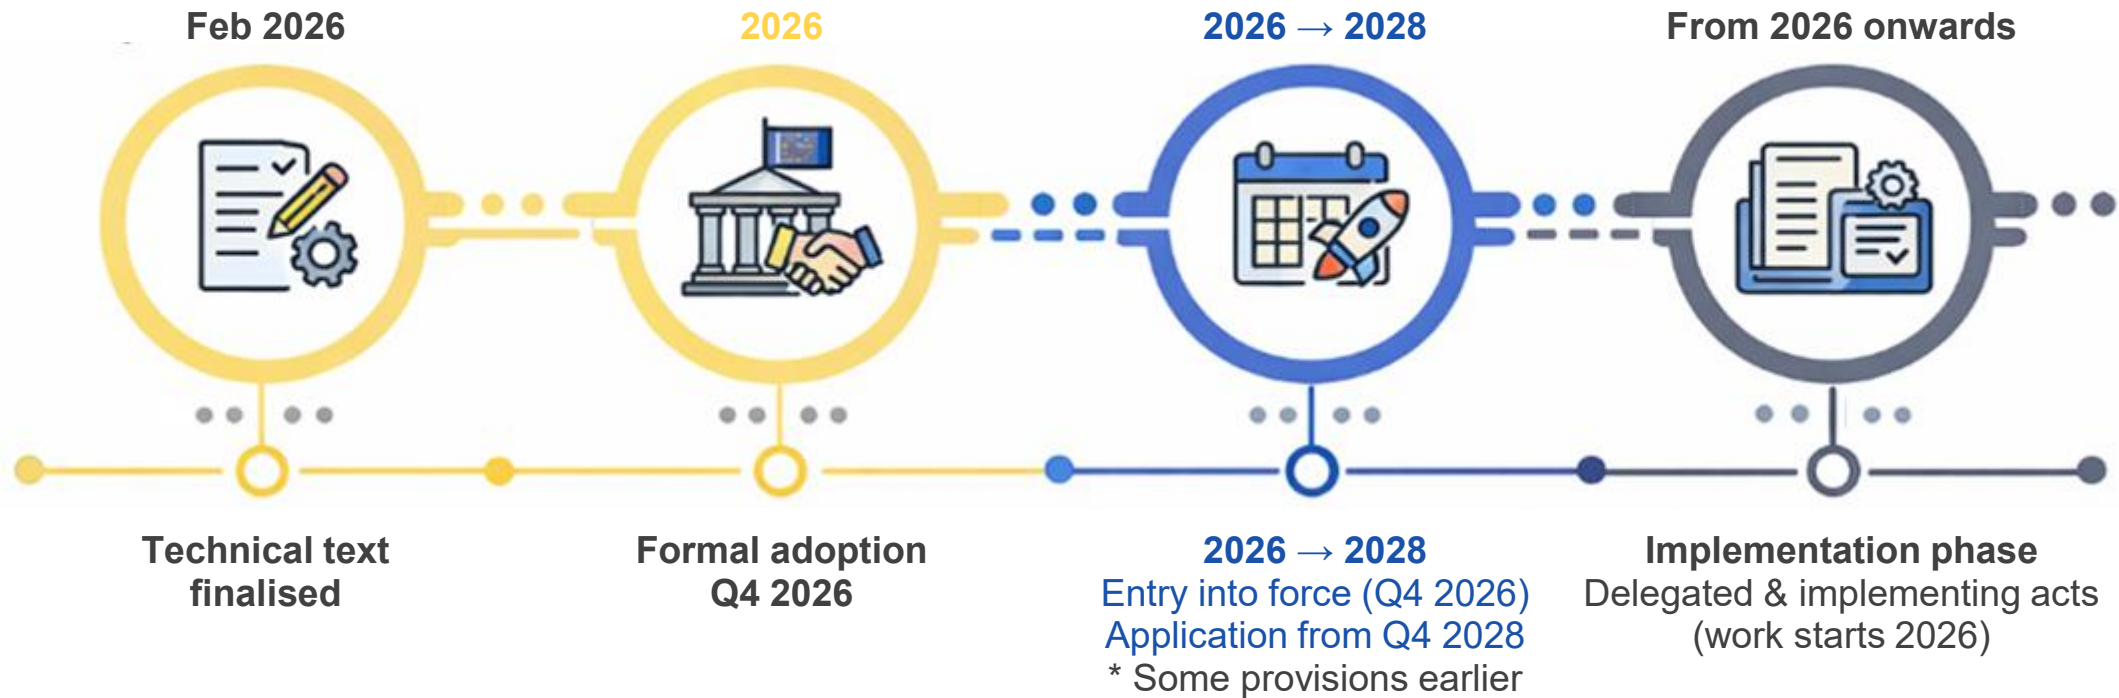 Feb 2026
2026
2026 → 2028
From 2026 onwards
Technical text
finalised
Formal adoption
Q4 2026
2026 → 2028
Entry into force (Q4 2026)
Application from Q4 2028
* Some provisions earlier
Implementation phase
Delegated & implementing acts
(work starts 2026)